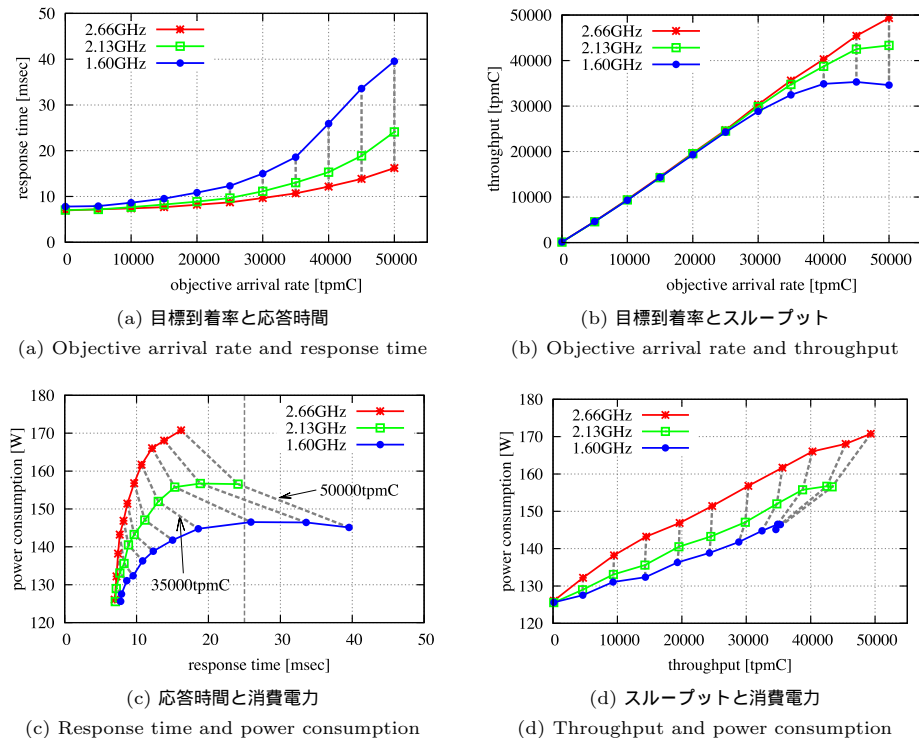 50
40
30
20
10
0
response time [msec]
2.66GHz
2.13GHz
1.60GHz
0 10000 20000 30000 40000 50000
objective arrival rate [tpmC]
(a) 目標到着率と応答時間
(a) Objective arrival rate and response time
50000
40000
30000
20000
10000
0
throughput [tpmC]
2.66GHz
2.13GHz
1.60GHz
0 10000 20000 30000 40000 50000
objective arrival rate [tpmC]
(b) 目標到着率とスループット
(b) Objective arrival rate and throughput
180
170
160
150
140
130
120
power consumption [W]
2.66GHz
2.13GHz
1.60GHz
50000tpmC
35000tpmC
0 10 20 30 40 50
response time [msec]
(c) 応答時間と消費電力
(c) Response time and power consumption
180
170
160
150
140
130
120
power consumption [W]
2.66GHz
2.13GHz
1.60GHz
0 10000 20000 30000 40000 50000
throughput [tpmC]
(d) スループットと消費電力
(d) Throughput and power consumption